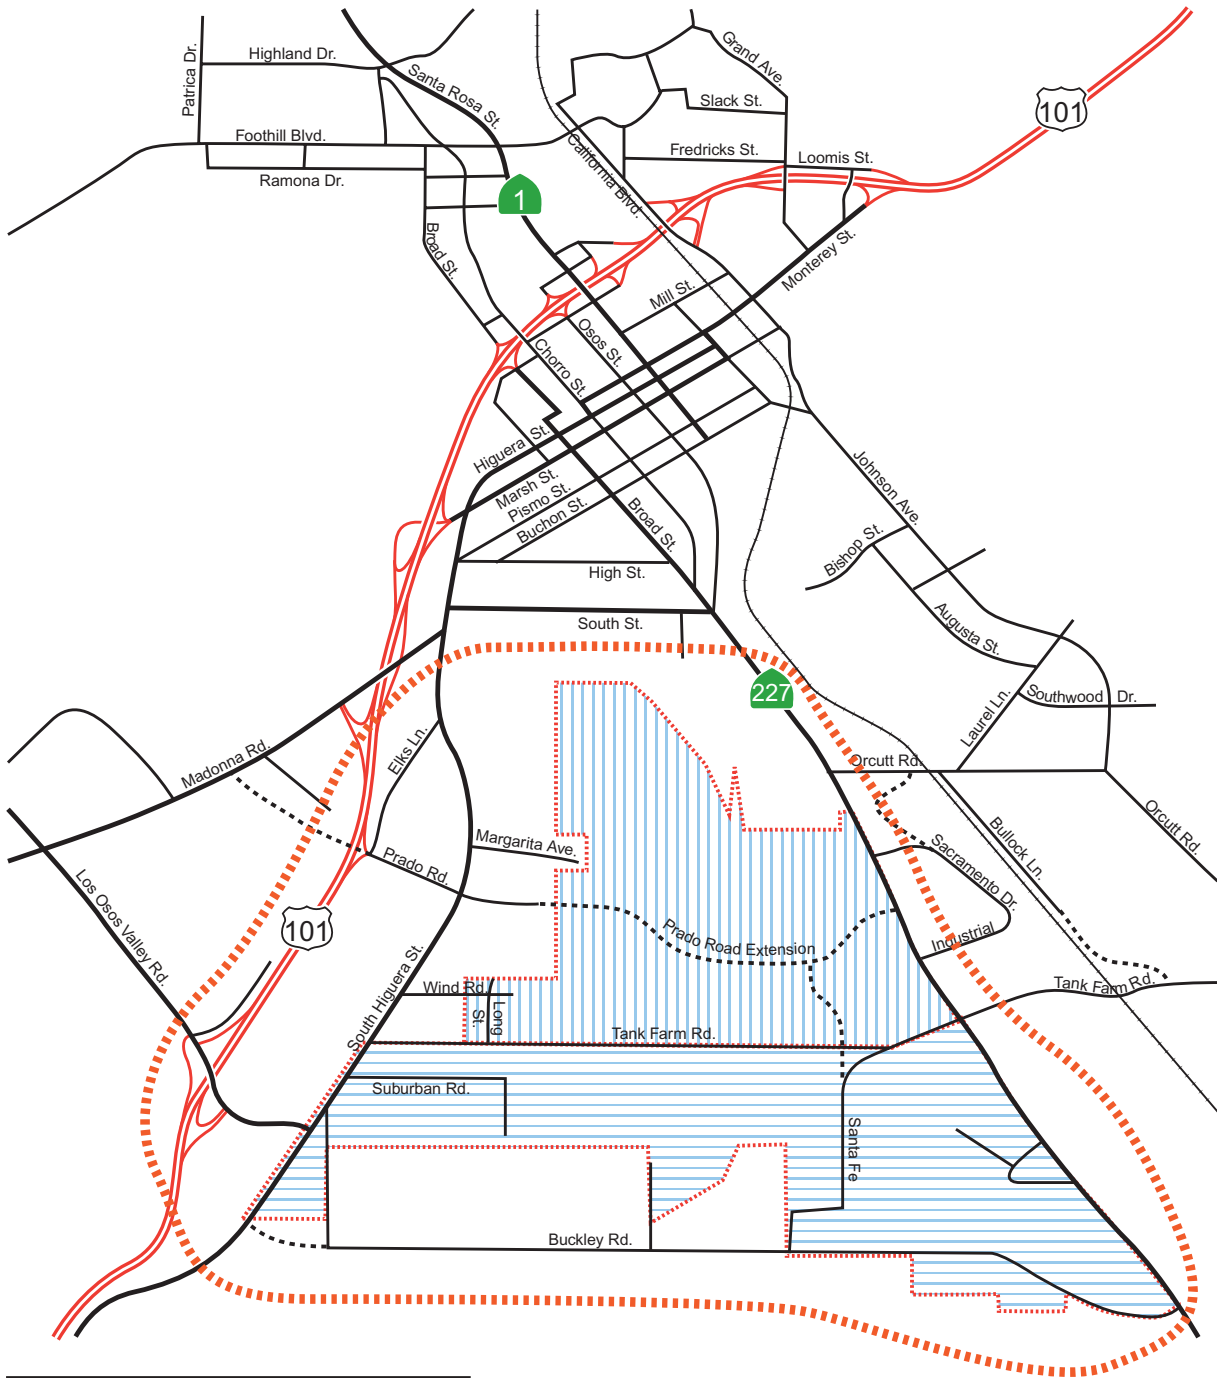 Patrica Dr.
Highland Dr.
Santa Rosa St.
Grand Ave.
Slack St.
101
Foothill Blvd.
California Blvd.
Fredricks St.
Loomis St.
Ramona Dr.
1
Broad St.
Monterey St.
Mill St.
Osos St.
Chorro St.
Higuera St.
Marsh St.
Pismo St.
Buchon St.
Broad St.
Johnson Ave.
Bishop St.
High St.
South St.
Augusta St.
227
Laurel Ln.
Southwood Dr.
Madonna Rd.
Elks Ln.
Orcutt Rd.
Orcutt Rd.
Bullock Ln.
Margarita Ave.
Prado Rd.
Sacramento Dr.
Los Osos Valley Rd.
101
Prado Road Extension
Industrial
South Higuera St.
Wind Rd.
Long
St.
Tank Farm Rd.
Tank Farm Rd.
Suburban Rd.
Santa Fe
Buckley Rd.